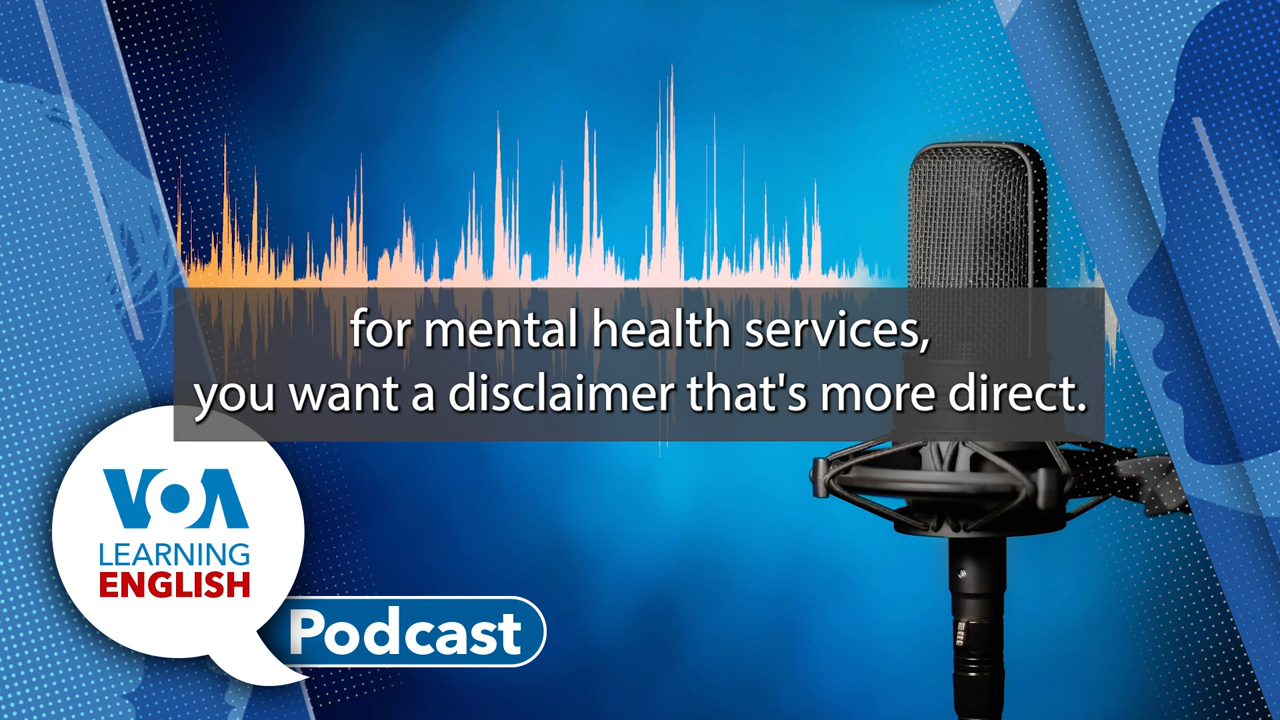 for mental health services,
you want a disclaimer that's more direct.
VOA
LEARNING
ENGLISH
Podcast